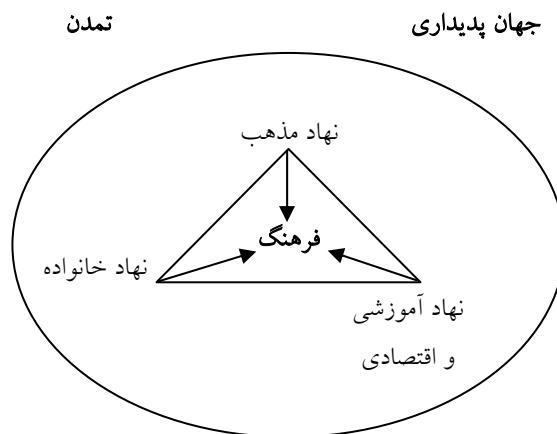 جهان پدیداری
تمدن
نهاد مذهب
فرهنگ
نهاد خانواده
نهاد آموزشی
و اقتصادی